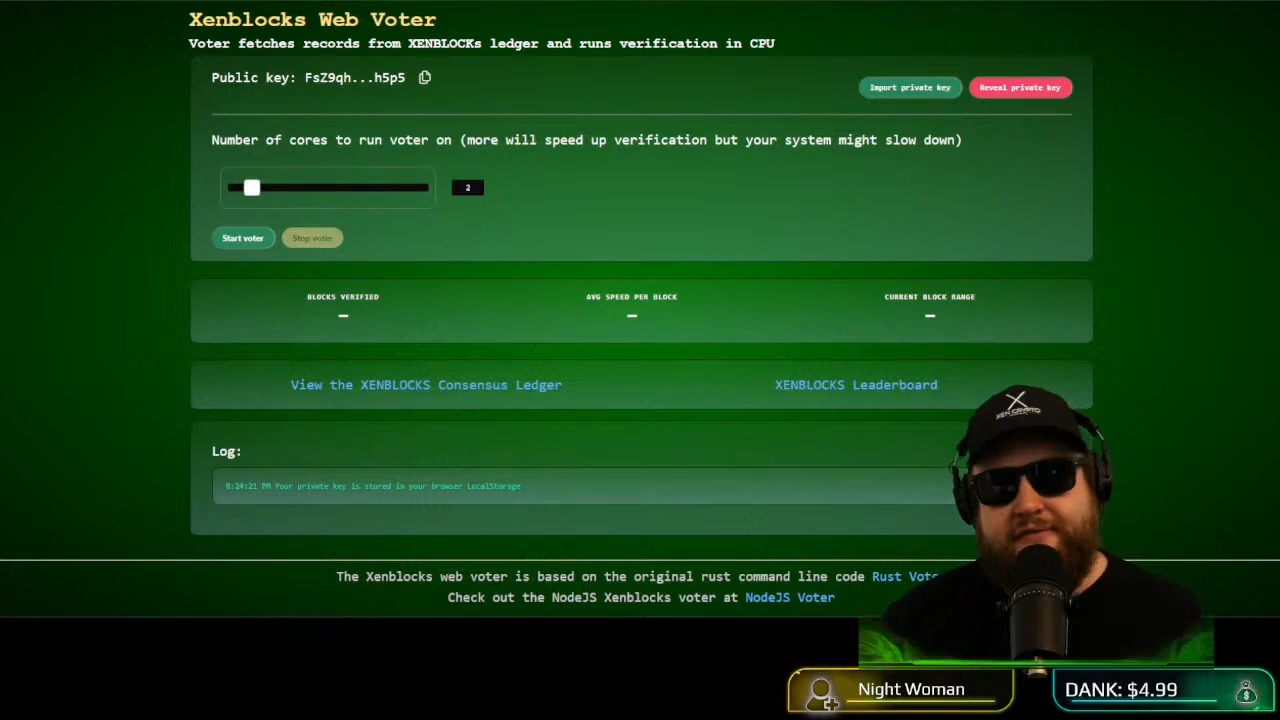 Xenblocks Web Voter
Voter fetches records from XENBLOCKs ledger and runs verification in CPU
Public key: FsZ9qh...h5p5
Import private key
Reveal private key
Number of cores to run voter on (more will speed up verification but your system might slow down)
2
Start voter
Stop voter
BLOCKS VERIFIED
AVG SPEED PER BLOCK
CURRENT BLOCK RANGE
—
—
—
View the XENBLOCKS Consensus Ledger
XENBLOCKS Leaderboard
X
XEN CRYPTO
Log:
8:24:21 PM Your private key is stored in your browser LocalStorage
The Xenblocks web voter is based on the original rust command line code Rust Vote
Check out the NodeJS Xenblocks voter at NodeJS Voter
Night Woman
DANK: $4.99